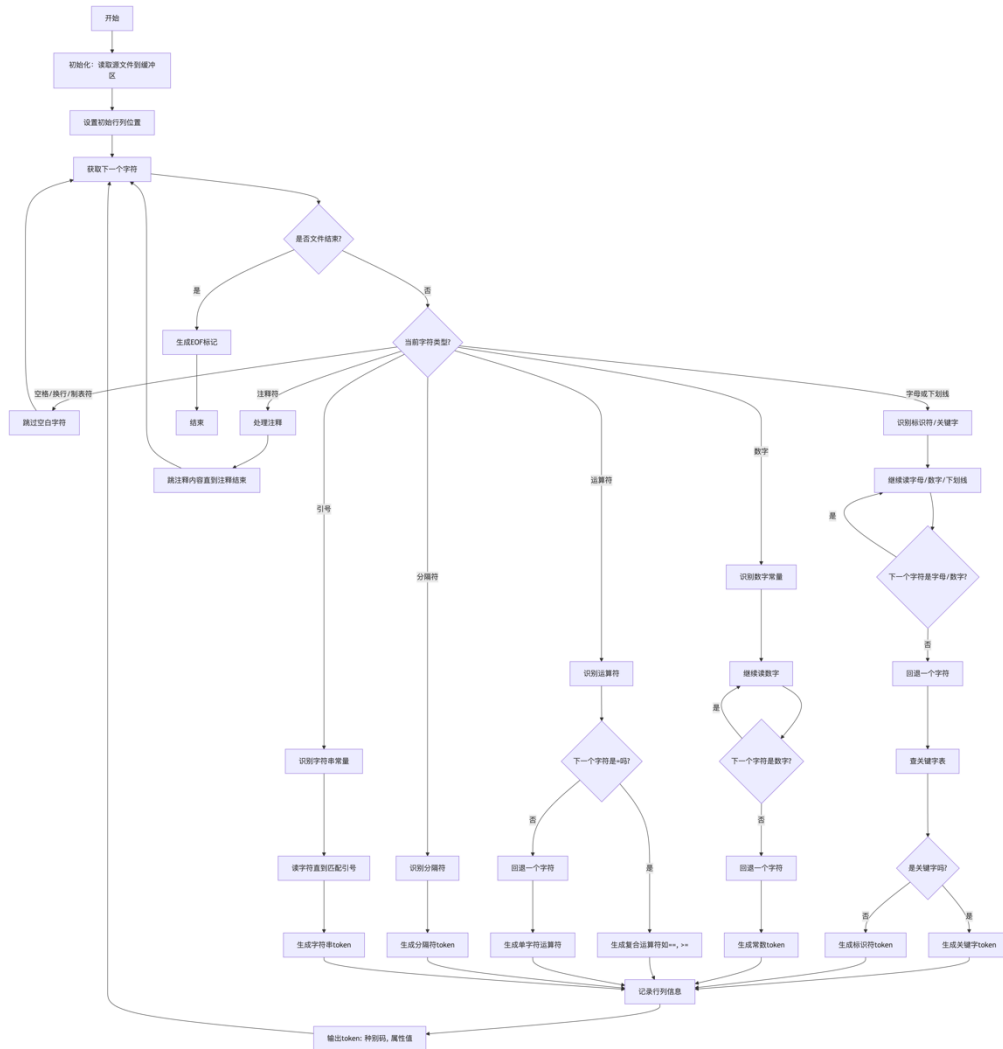 开始
初始化：读取源文件到缓冲
区
设置初始行列位置
获取下一个字符
是否文件结束?
是
否
生成EOF标记
当前字符类型?
空格/换行/制表符
注释符
字母或下划线
跳过空白字符
结束
处理注释
识别标识符/关键字
数字
跳注释内容直到注释结束
运算符
继续读字母/数字/下划线
引号
是
分隔符
识别数字常量
下一个字符是字母/数字?
否
识别运算符
继续读数字
回退一个字符
是
识别字符串常量
下一个字符是=吗?
下一个字符是数字?
查关键字表
否
否
读字符直到匹配引号
识别分隔符
回退一个字符
是
回退一个字符
是关键字吗?
否
是
生成字符串token
生成分隔符token
生成单字符运算符
生成复合运算符如==, >=
生成常数token
生成标识符token
生成关键字token
记录行列信息
输出token: 种别码, 属性值